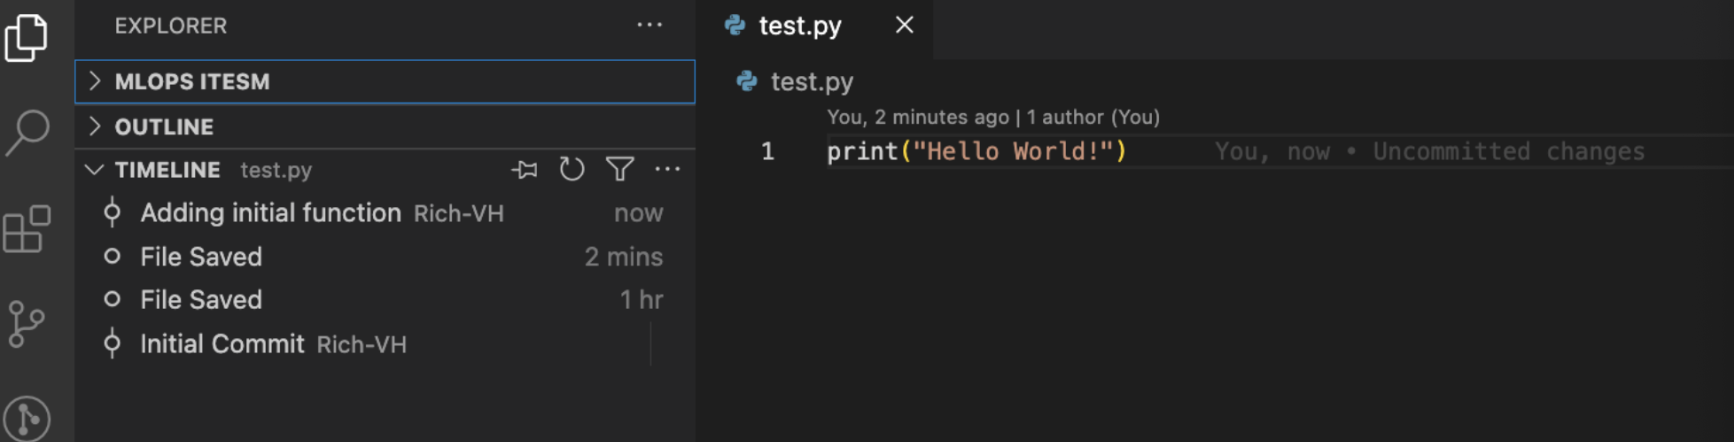 EXPLORER
MLOPS ITESM
OUTLINE
TIMELINE test.py
Adding initial function Rich-VH now
File Saved 2 mins
File Saved 1 hr
Initial Commit Rich-VH
test.py
test.py
You, 2 minutes ago | 1 author (You)
1 print("Hello World!") You, now • Uncommitted changes